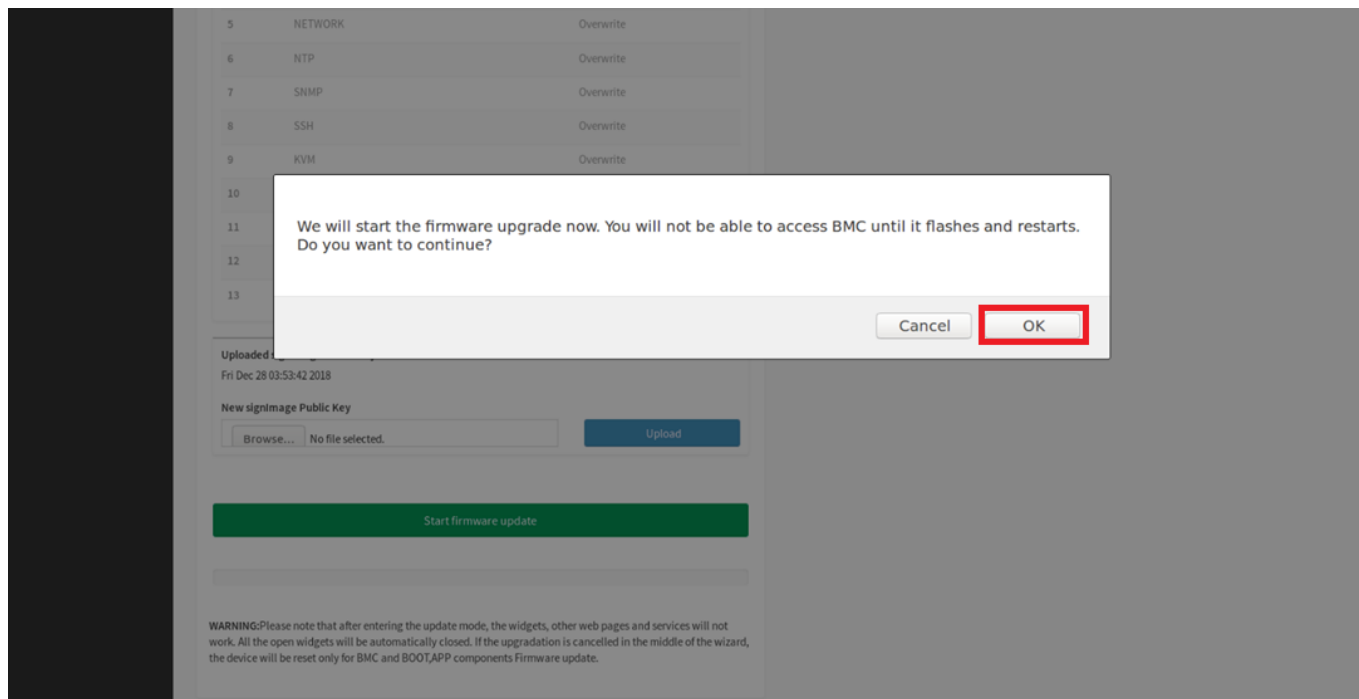 5 NETWORK Overwrite
6 NTP Overwrite
7 SNMP Overwrite
8 SSH Overwrite
9 KVM Overwrite
10
11
12
13
We will start the firmware upgrade now. You will not be able to access BMC until it flashes and restarts.
Do you want to continue?
Cancel OK
Uploaded
Fri Dec 28 03:53:42 2018
New signImage Public Key
Browse... No file selected. Upload
Start firmware update
WARNING:Please note that after entering the update mode, the widgets, other web pages and services will not
work. All the open widgets will be automatically closed. If the upgradation is cancelled in the middle of the wizard,
the device will be reset only for BMC and BOOT,APP components Firmware update.